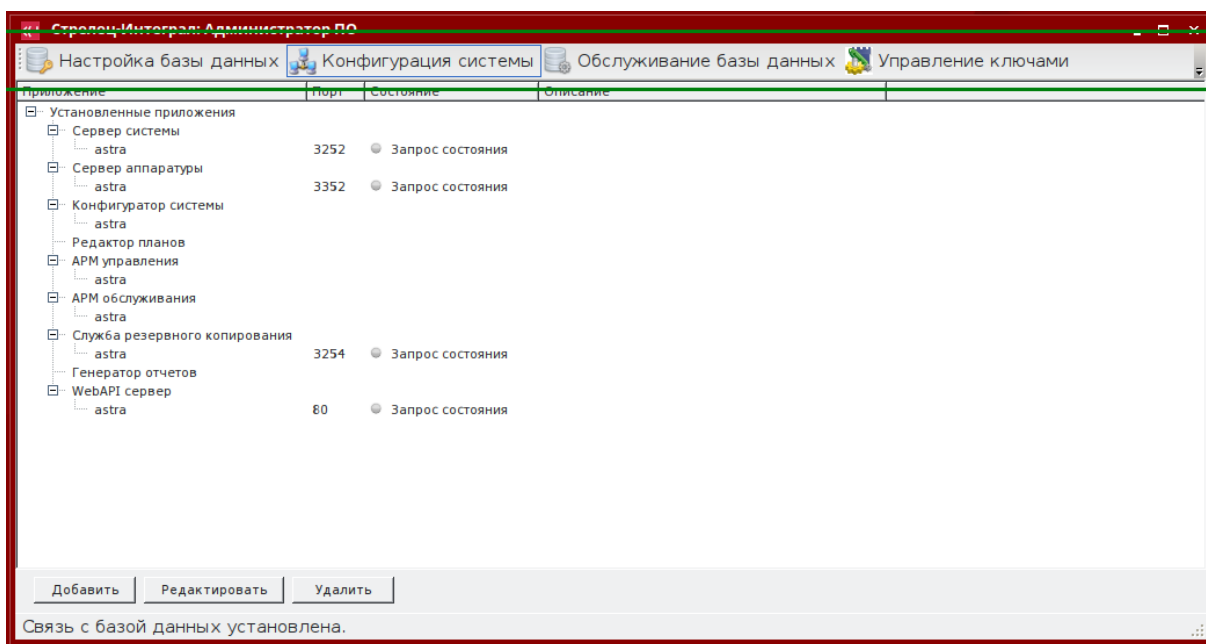 Стрелец-Интеграл: Администратор ПО
Настройка базы данных Конфигурация системы Обслуживание базы данных Управление ключами
Приложение Порт Состояние Описание
Установленные приложения
Сервер системы
astra 3252 Запрос состояния
Сервер аппаратуры
astra 3352 Запрос состояния
Конфигуратор системы
astra
Редактор планов
АРМ управления
astra
АРМ обслуживания
astra
Служба резервного копирования
astra 3254 Запрос состояния
Генератор отчетов
WebAPI сервер
astra 80 Запрос состояния
Добавить Редактировать Удалить
Связь с базой данных установлена.